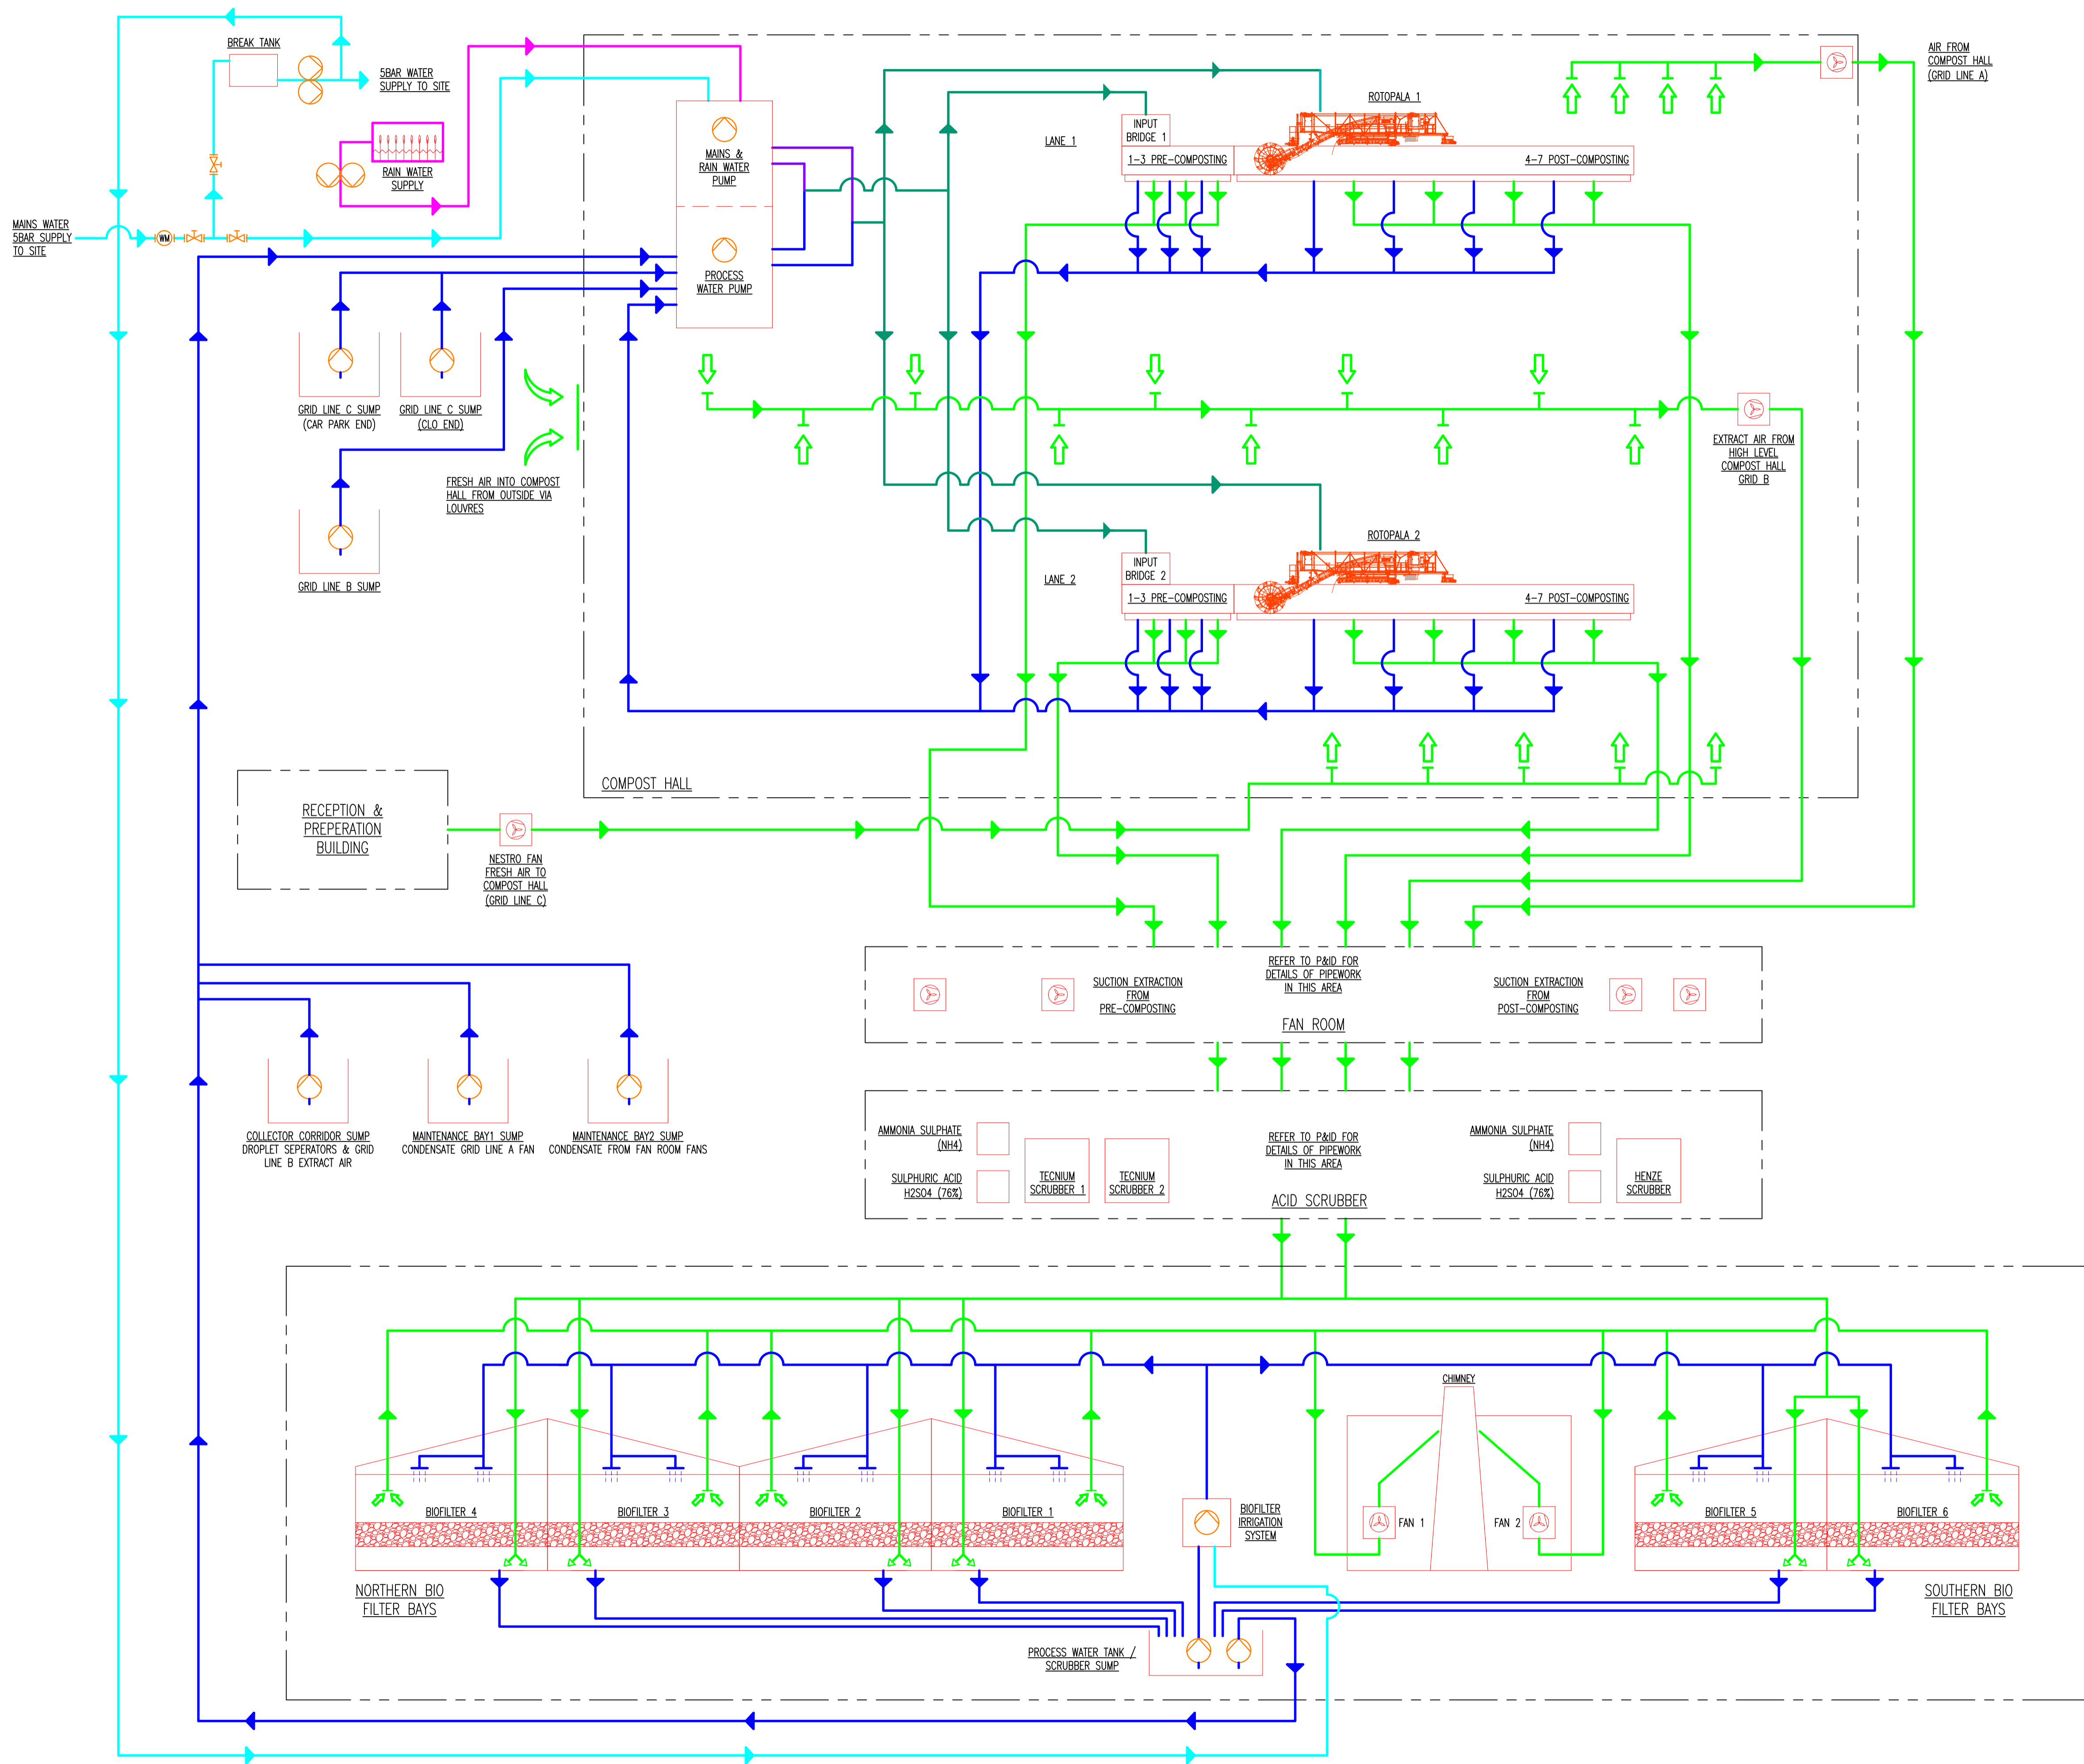 BREAK TANK
5BAR WATER
SUPPLY TO SITE
RAIN WATER
SUPPLY
MAINS WATER
5BAR SUPPLY
TO SITE
WM
MAINS &
RAIN WATER
PUMP
PROCESS
WATER PUMP
AIR FROM
COMPOST HALL
(GRID LINE A)
ROTOPALA 1
LANE 1
INPUT
BRIDGE 1
1-3 PRE-COMPOSTING
4-7 POST-COMPOSTING
GRID LINE C SUMP
(CAR PARK END)
GRID LINE C SUMP
(CLO END)
FRESH AIR INTO COMPOST
HALL FROM OUTSIDE VIA
LOUVRES
EXTRACT AIR FROM
HIGH LEVEL
COMPOST HALL
GRID B
GRID LINE B SUMP
ROTOPALA 2
LANE 2
INPUT
BRIDGE 2
1-3 PRE-COMPOSTING
4-7 POST-COMPOSTING
COMPOST HALL
RECEPTION &
PREPERATION
BUILDING
NESTRO FAN
FRESH AIR TO
COMPOST HALL
(GRID LINE C)
SUCTION EXTRACTION
FROM
PRE-COMPOSTING
REFER TO P&ID FOR
DETAILS OF PIPEWORK
IN THIS AREA
SUCTION EXTRACTION
FROM
POST-COMPOSTING
FAN ROOM
COLLECTOR CORRIDOR SUMP
DROPLET SEPERATORS & GRID
LINE B EXTRACT AIR
MAINTENANCE BAY1 SUMP
CONDENSATE GRID LINE A FAN
MAINTENANCE BAY2 SUMP
CONDENSATE FROM FAN ROOM FANS
AMMONIA SULPHATE
(NH4)
SULPHURIC ACID
H2SO4 (76%)
TECNIUM
SCRUBBER 1
TECNIUM
SCRUBBER 2
REFER TO P&ID FOR
DETAILS OF PIPEWORK
IN THIS AREA
ACID SCRUBBER
AMMONIA SULPHATE
(NH4)
SULPHURIC ACID
H2SO4 (76%)
HENZE
SCRUBBER
CHIMNEY
BIOFILTER 4
BIOFILTER 3
BIOFILTER 2
BIOFILTER 1
BIOFILTER
IRRIGATION
SYSTEM
FAN 1
FAN 2
BIOFILTER 5
BIOFILTER 6
NORTHERN BIO
FILTER BAYS
SOUTHERN BIO
FILTER BAYS
PROCESS WATER TANK /
SCRUBBER SUMP